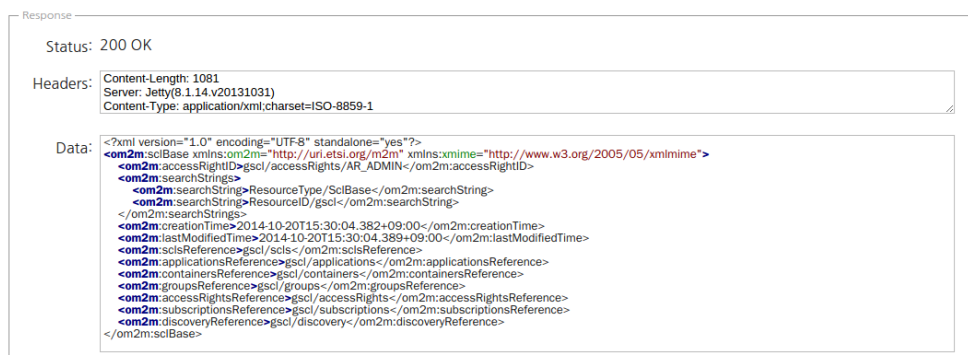 Response
Status: 200 OK
Headers: Content-Length: 1081
Server: Jetty(8.1.14.v20131031)
Content-Type: application/xml;charset=ISO-8859-1
Data: <?xml version="1.0" encoding="UTF-8" standalone="yes"?>
<om2m:sclBase xmlns:om2m="http://uri.etsi.org/m2m" xmlns:xmime="http://www.w3.org/2005/05/xmlmime">
<om2m:accessRightID>gscl/accessRights/AR_ADMIN</om2m:accessRightID>
<om2m:searchStrings>
<om2m:searchString>ResourceType/SclBase</om2m:searchString>
<om2m:searchString>ResourceID/gscl</om2m:searchString>
</om2m:searchStrings>
<om2m:creationTime>2014-10-20T15:30:04.382+09:00</om2m:creationTime>
<om2m:lastModifiedTime>2014-10-20T15:30:04.389+09:00</om2m:lastModifiedTime>
<om2m:sclsReference>gscl/scls</om2m:sclsReference>
<om2m:applicationsReference>gscl/applications</om2m:applicationsReference>
<om2m:containersReference>gscl/containers</om2m:containersReference>
<om2m:groupsReference>gscl/groups</om2m:groupsReference>
<om2m:accessRightsReference>gscl/accessRights</om2m:accessRightsReference>
<om2m:subscriptionsReference>gscl/subscriptions</om2m:subscriptionsReference>
<om2m:discoveryReference>gscl/discovery</om2m:discoveryReference>
</om2m:sclBase>